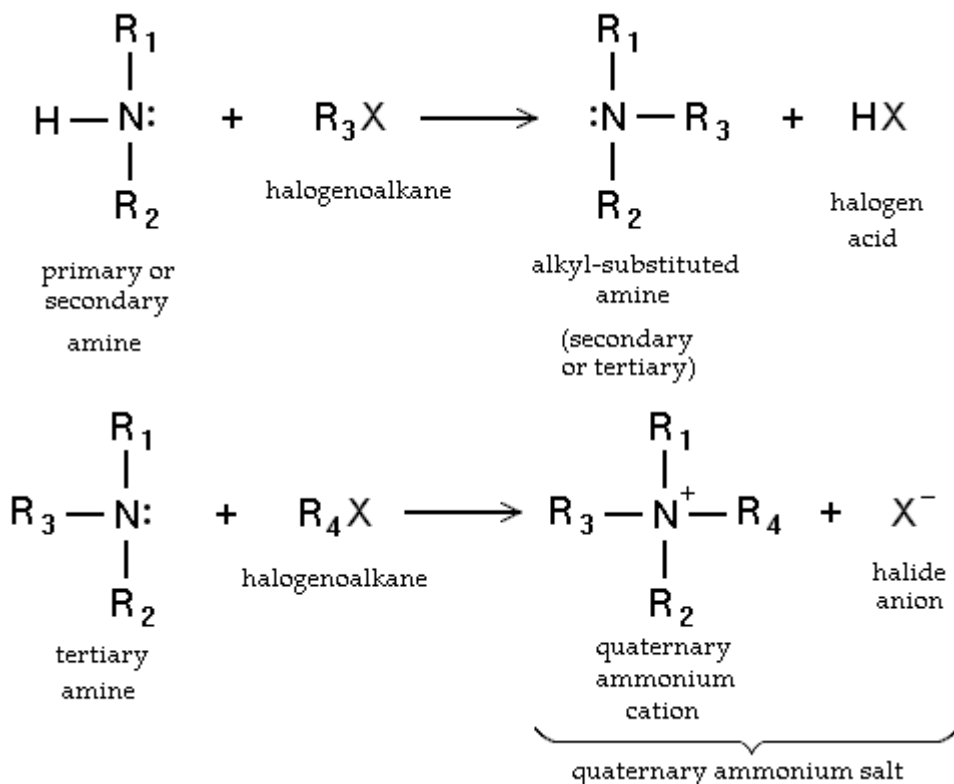 R1
H—N: + R3X ⟶ :N—R3 + HX
R2 halogenoalkane R2 halogen
acid
primary or
secondary
amine
alkyl-substituted
amine
(secondary
or tertiary)
R1 R1
R3—N: + R4X ⟶ R3—N+—R4 + X−
R2 halogenoalkane R2 halide
anion
tertiary
amine
quaternary
ammonium
cation
quaternary ammonium salt